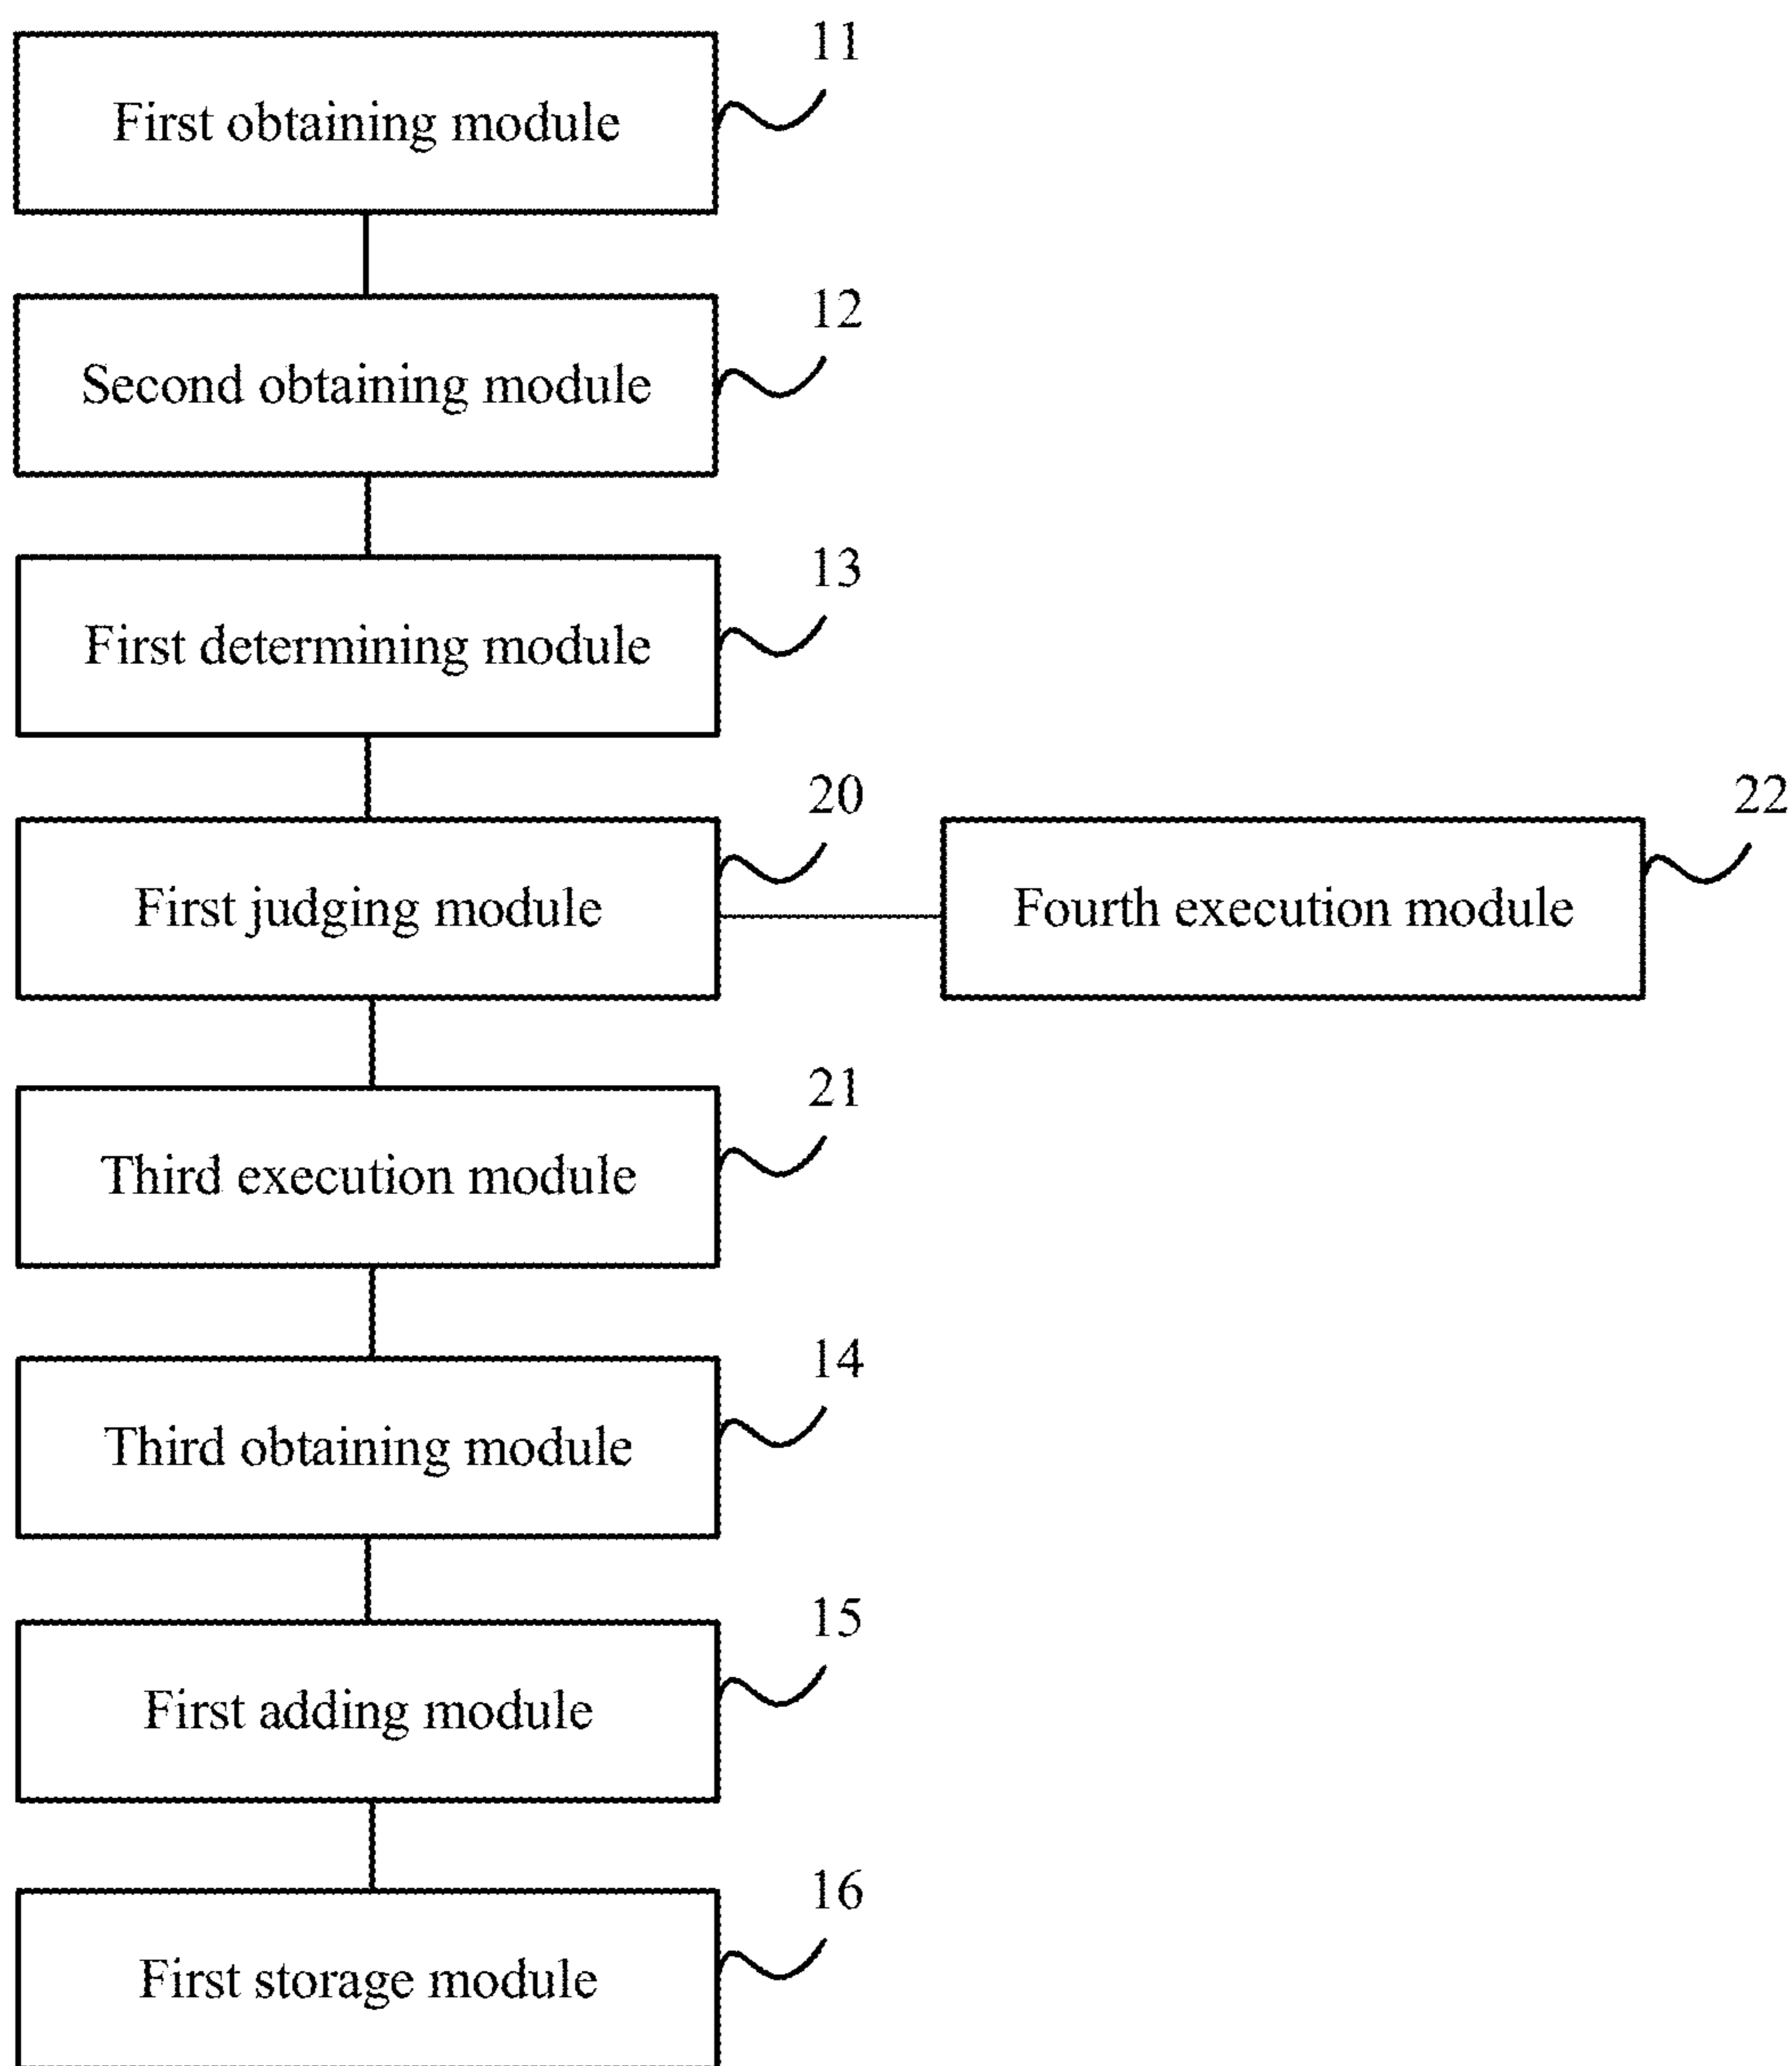 11
First obtaining module
12
Second obtaining module
13
First determining module
20
22
First judging module
Fourth execution module
21
Third execution module
14
Third obtaining module
15
First adding module
16
First storage module